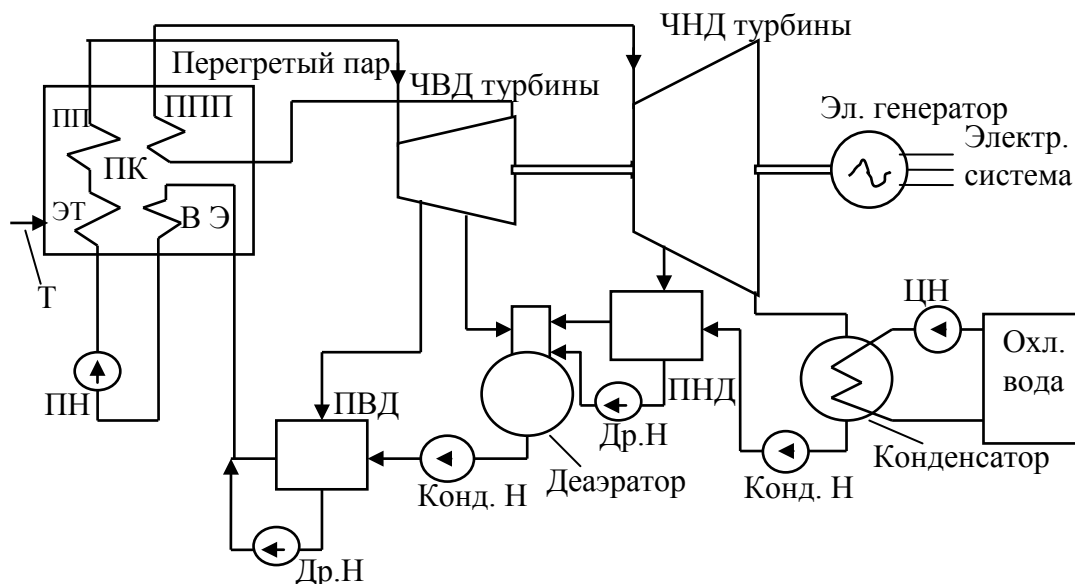 ЧНД турбины
Перегретый пар
ЧВД турбины
ППП
ПП
Эл. генератор
Электр.
система
ПК
ЭТ
В Э
Т
ЦН
Охл.
вода
ПН
ПВД
ПНД
Др.Н
Конденсатор
Деаэратор
Конд. Н
Конд. Н
Др.Н